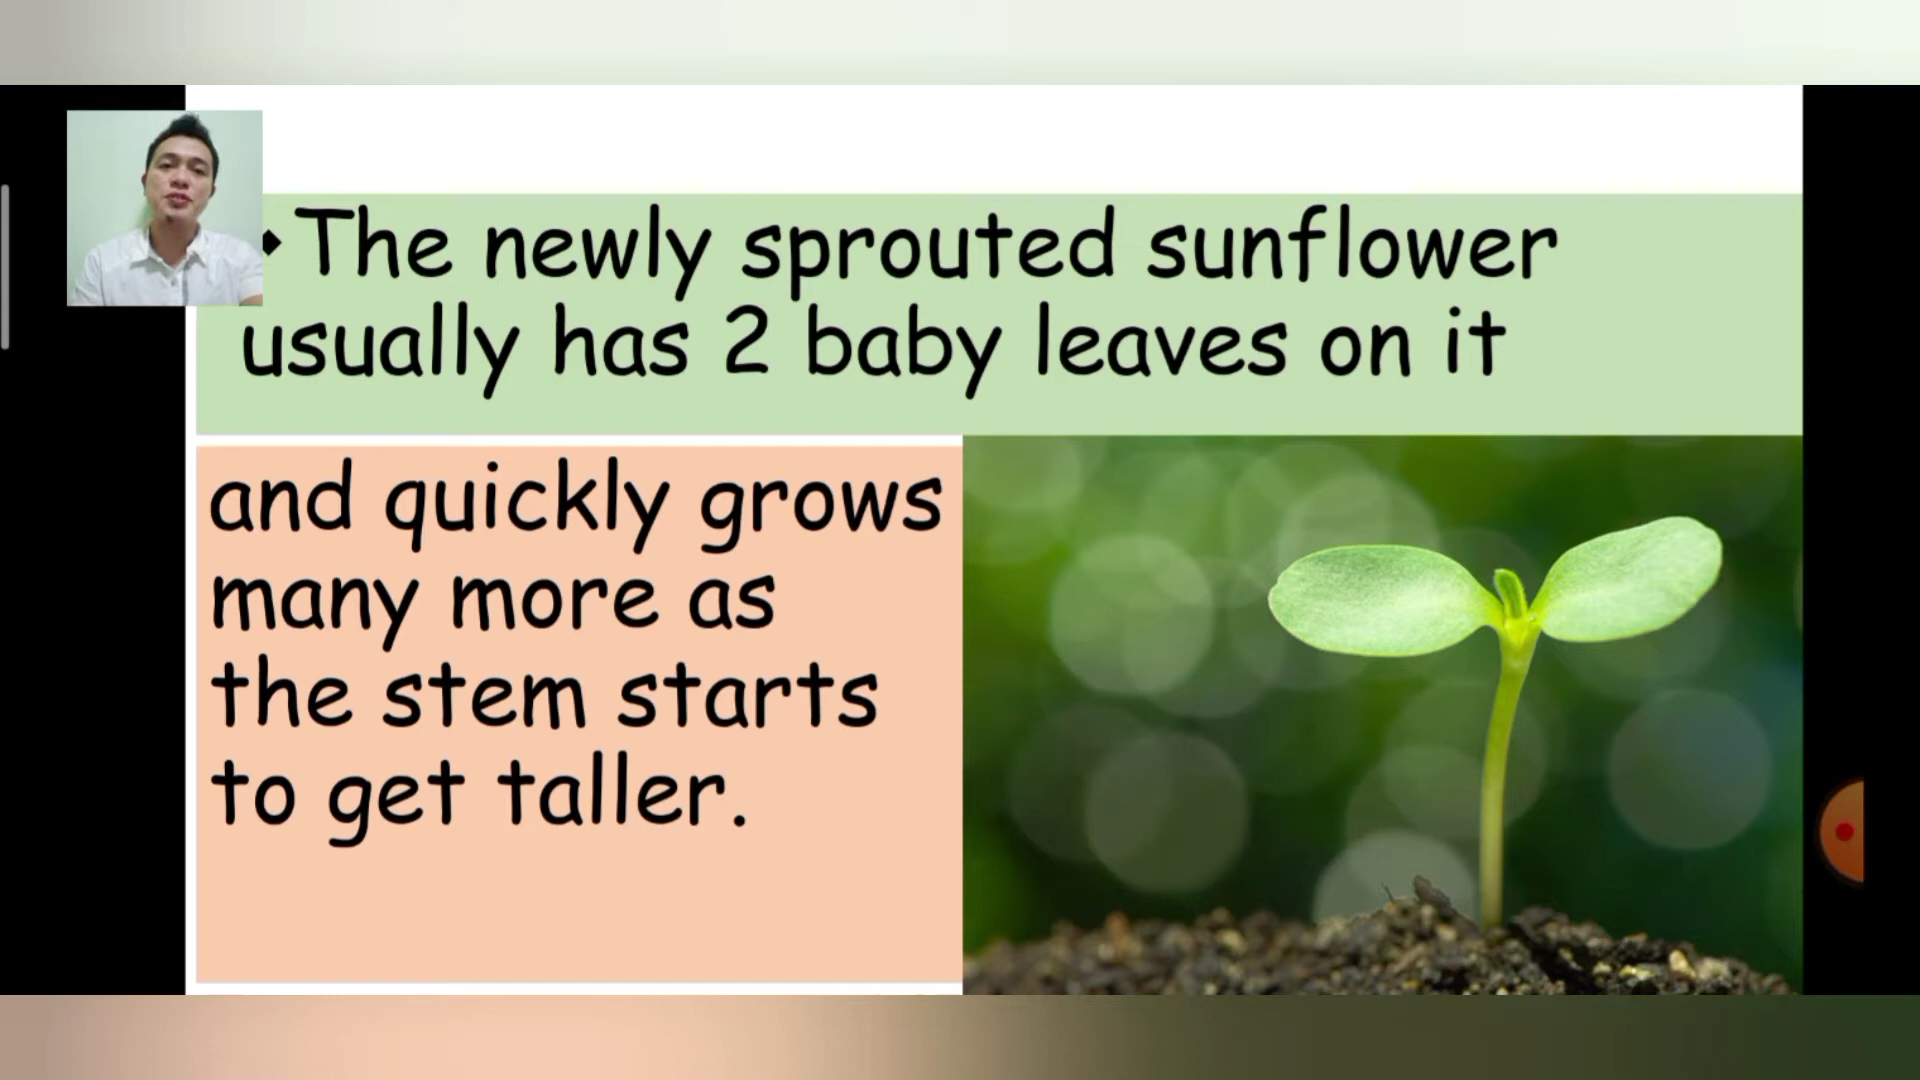 The newly sprouted sunflower
usually has 2 baby leaves on it
and quickly grows
many more as
the stem starts
to get taller.